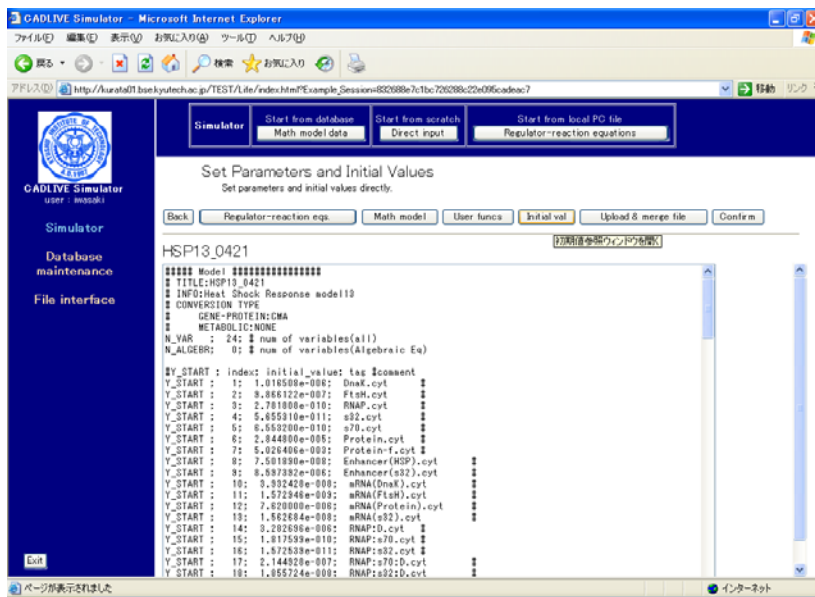 CADLIVE Simulator - Microsoft Internet Explorer
ファイル(F) 編集(E) 表示(V) お気に入り(A) ツール(T) ヘルプ(H)
戻る 検索 お気に入り
アドレス(D) http://kurata01.bse.kyutech.ac.jp/TEST/Life/index.html?Example_Session=832688e7c1bc726288c22e095cadeac7 移動 リンク
Simulator
Start from database
Math model data
Start from scratch
Direct input
Start from local PC file
Regulator-reaction equations
CADLIVE Simulator
user : iwasaki
Simulator
Database
maintenance
File interface
Exit
Set Parameters and Initial Values
Set parameters and initial values directly.
Back Regulator-reaction eqs. Math model User funcs Initial val Upload & merge file Confirm
初期値参照ウィンドウを開く
HSP13_0421
##### Model ################
# TITLE:HSP13_0421
# INFO:Heat Shock Response model13
# CONVERSION TYPE
# GENE-PROTEIN:CMA
# METABOLIC:NONE
N_VAR : 24; # num of variables(all)
N_ALGEBR; 0; # num of variables(Algebraic Eq)
#Y_START : index: initial_value: tag #comment
Y_START : 1: 1.016508e-006; DnaK.cyt #
Y_START : 2: 9.866122e-007; FtsH.cyt #
Y_START : 3: 2.781808e-010; RNAP.cyt #
Y_START : 4: 5.655310e-011; s32.cyt #
Y_START : 5: 6.553200e-010; s70.cyt #
Y_START : 6: 2.844800e-005; Protein.cyt #
Y_START : 7: 5.026406e-003; Protein-f.cyt #
Y_START : 8: 7.501890e-008; Enhancer(HSP).cyt #
Y_START : 9: 8.597392e-006; Enhancer(s32).cyt #
Y_START : 10: 3.932428e-008; mRNA(DnaK).cyt #
Y_START : 11: 1.572946e-009; mRNA(FtsH).cyt #
Y_START : 12: 7.620000e-006; mRNA(Protein).cyt #
Y_START : 13: 1.562684e-008; mRNA(s32).cyt #
Y_START : 14: 3.282696e-006; RNAP:D.cyt #
Y_START : 15: 1.817599e-010; RNAP:s70.cyt #
Y_START : 16: 1.572539e-011; RNAP:s32.cyt #
Y_START : 17: 2.144928e-007; RNAP:s70:D.cyt #
Y_START : 18: 1.855724e-008; RNAP:s32:D.cyt #
ページが表示されました
インターネット